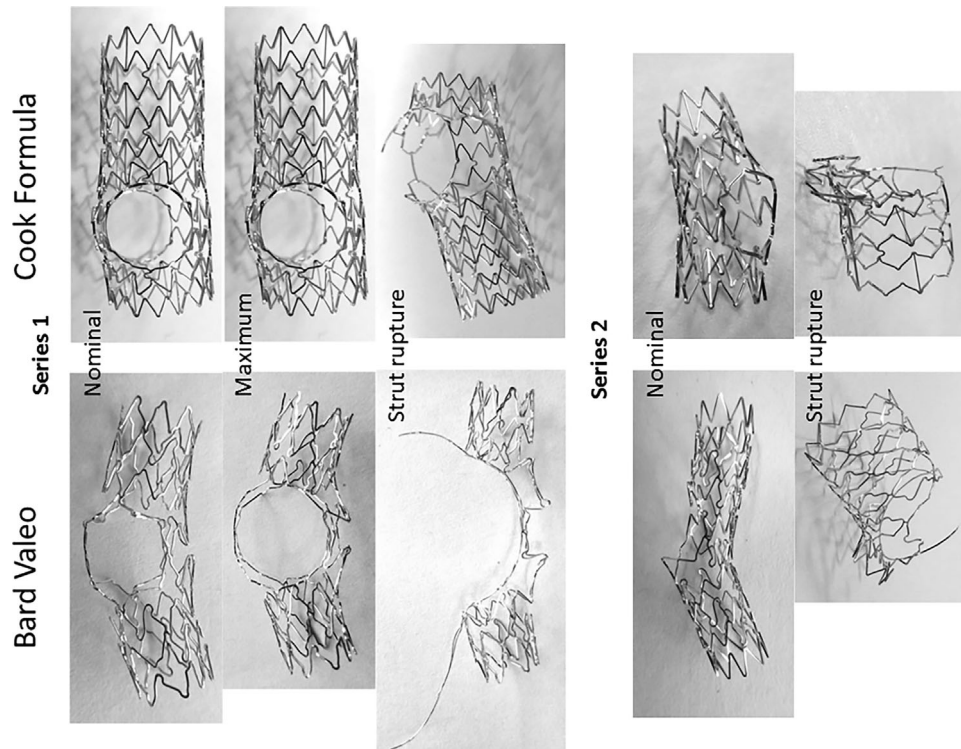 Bard Valeo
Cook Formula
Series 1
Nominal
Maximum
Strut rupture
Series 2
Nominal
Strut rupture